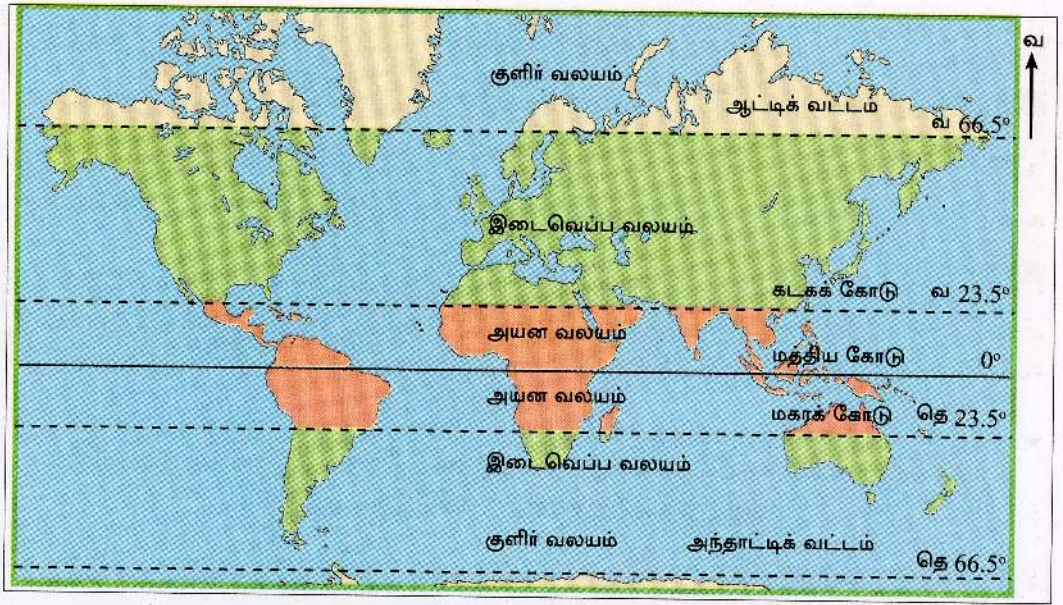 வ
குளிர் வலயம்
ஆட்டிக் வட்டம்
வ 66.5°
இடைவெப்ப வலயம்
கடகக் கோடு வ 23.5°
அயன வலயம்
மத்திய கோடு 0°
அயன வலயம்
மகரக் கோடு தெ 23.5°
இடைவெப்ப வலயம்
குளிர் வலயம்
அந்தாட்டிக் வட்டம்
தெ 66.5°